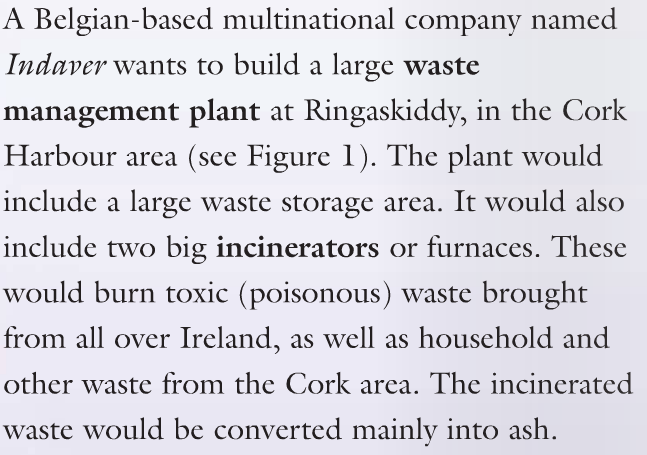 A Belgian-based multinational company named
Indaver wants to build a large waste
management plant at Ringaskiddy, in the Cork
Harbour area (see Figure 1). The plant would
include a large waste storage area. It would also
include two big incinerators or furnaces. These
would burn toxic (poisonous) waste brought
from all over Ireland, as well as household and
other waste from the Cork area. The incinerated
waste would be converted mainly into ash.